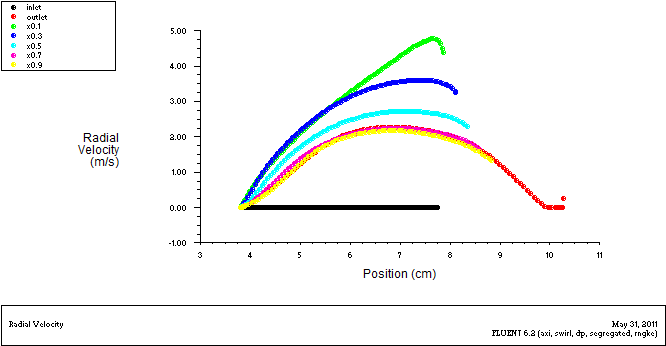 inlet
outlet
x0.1
x0.3
x0.5
x0.7
x0.9
5.00
4.00
3.00
2.00
1.00
0.00
-1.00
Radial
Velocity
(m/s)
3 4 5 6 7 8 9 10 11
Position (cm)
Radial Velocity
May 31, 2011
FLUENT 6.2 (axi, swirl, dp, segregated, rngke)